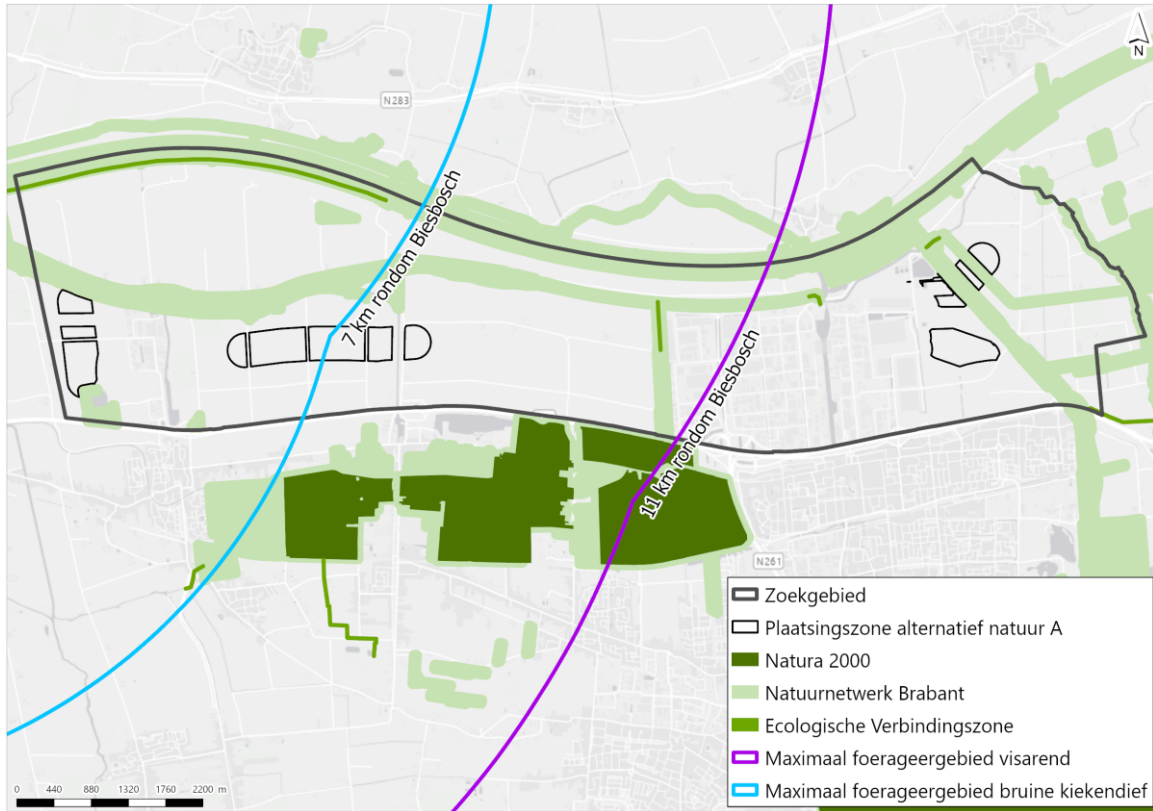 N
N283
7 km rondom Biesbosch
11 km rondom Biesbosch
N261
Zoekgebied
Plaatsingszone alternatief natuur A
Natura 2000
Natuurnetwerk Brabant
Ecologische Verbindingszone
Maximaal foerageergebied visarend
Maximaal foerageergebied bruine kiekendief
0 440 880 1320 1760 2200 m